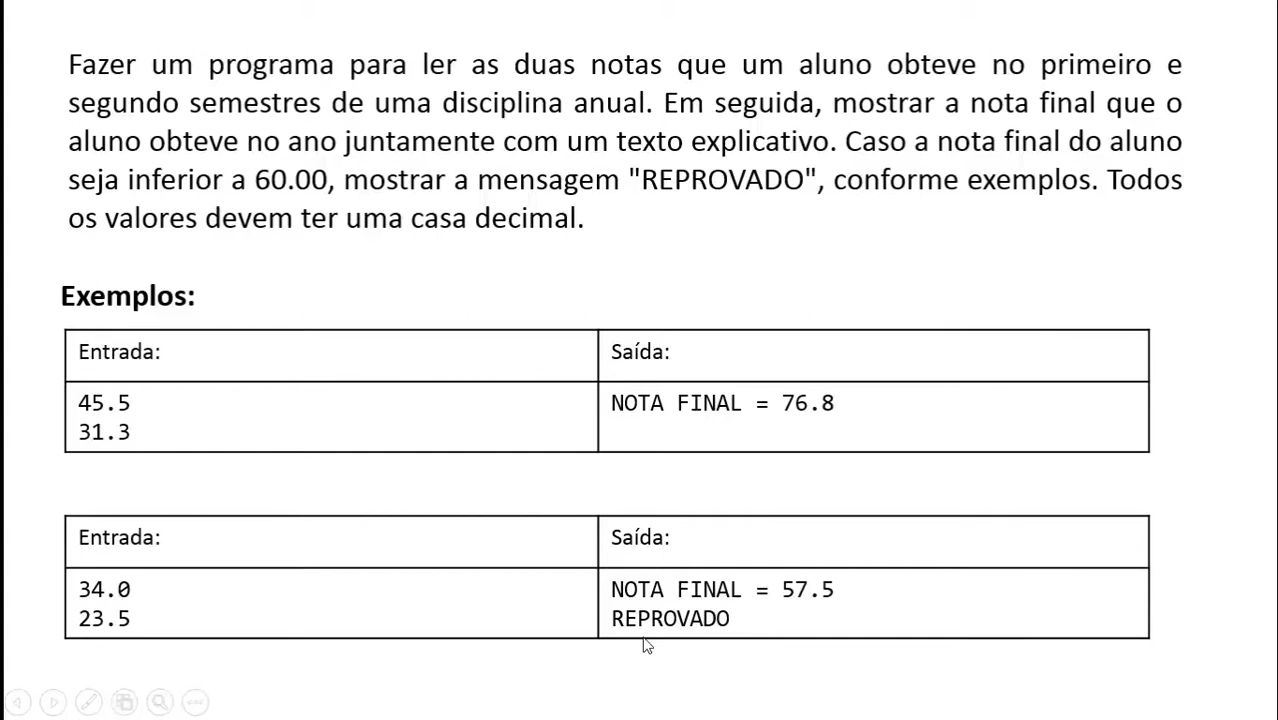 Fazer um programa para ler as duas notas que um aluno obteve no primeiro e
segundo semestres de uma disciplina anual. Em seguida, mostrar a nota final que o
aluno obteve no ano juntamente com um texto explicativo. Caso a nota final do aluno
seja inferior a 60.00, mostrar a mensagem "REPROVADO", conforme exemplos. Todos
os valores devem ter uma casa decimal.
Exemplos:
Entrada:
Saída:
45.5
31.3
NOTA FINAL = 76.8
Entrada:
Saída:
34.0
23.5
NOTA FINAL = 57.5
REPROVADO